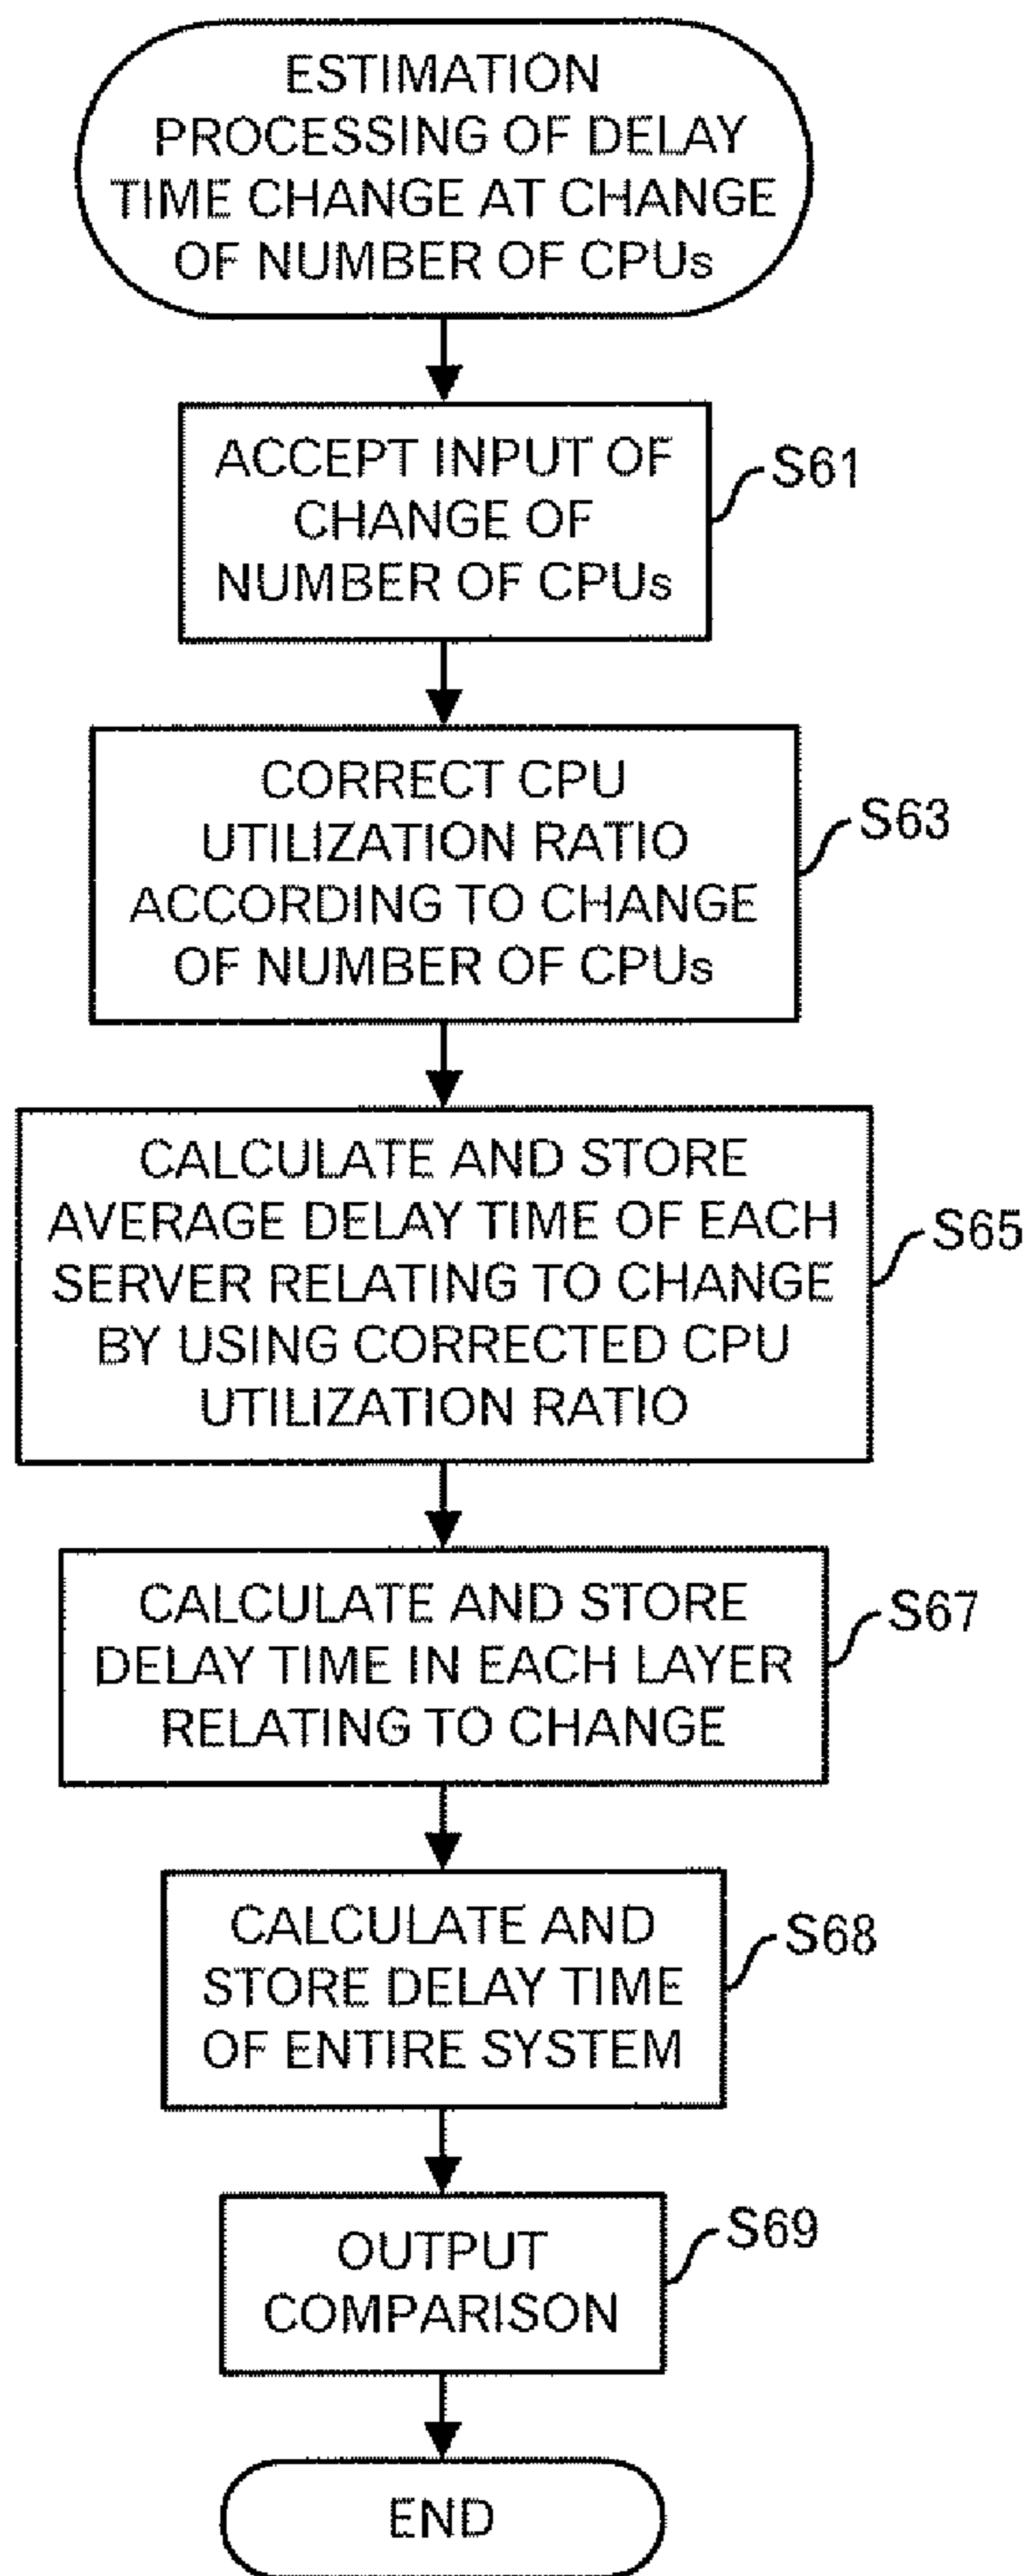 ESTIMATION
PROCESSING OF DELAY
TIME CHANGE AT CHANGE
OF NUMBER OF CPUs
ACCEPT INPUT OF
CHANGE OF
NUMBER OF CPUs
S61
CORRECT CPU
UTILIZATION RATIO
ACCORDING TO CHANGE
OF NUMBER OF CPUs
S63
CALCULATE AND STORE
AVERAGE DELAY TIME OF EACH
SERVER RELATING TO CHANGE
BY USING CORRECTED CPU
UTILIZATION RATIO
S65
CALCULATE AND STORE
DELAY TIME IN EACH LAYER
RELATING TO CHANGE
S67
CALCULATE AND
STORE DELAY TIME
OF ENTIRE SYSTEM
S68
OUTPUT
COMPARISON
S69
END